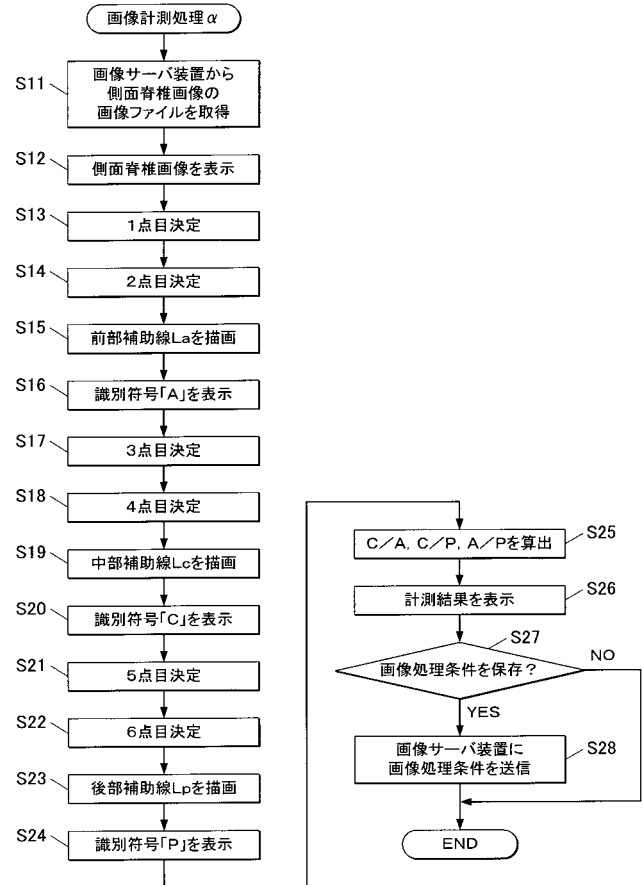 画像計測処理α
S11
画像サーバ装置から
側面脊椎画像の
画像ファイルを取得
S12
側面脊椎画像を表示
S13
1点目決定
S14
2点目決定
S15
前部補助線Laを描画
S16
識別符号「A」を表示
S17
3点目決定
S18
4点目決定
S19
中部補助線Lcを描画
S20
識別符号「C」を表示
S21
5点目決定
S22
6点目決定
S23
後部補助線Lpを描画
S24
識別符号「P」を表示
S25
C/A, C/P, A/Pを算出
S26
計測結果を表示
S27
画像処理条件を保存?
NO
YES
S28
画像サーバ装置に
画像処理条件を送信
END